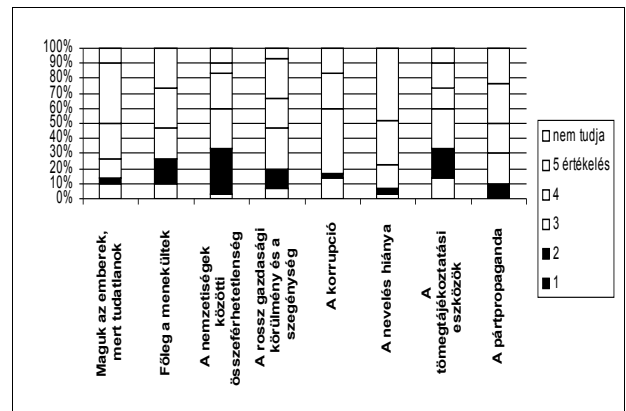 100%
90%
80%
70%
60%
50%
40%
30%
20%
10%
0%
Maguk az emberek,
mert tudatlanok
Főleg a menekültek
A nemzetiségek
közötti
összeférhetetlenség
A rossz gazdasági
körülmény és a
szegénység
A korrupció
A nevelés hiánya
A
tömegtájékoztatási
eszközök
A pártpropaganda
nem tudja
5 értékelés
4
3
2
1